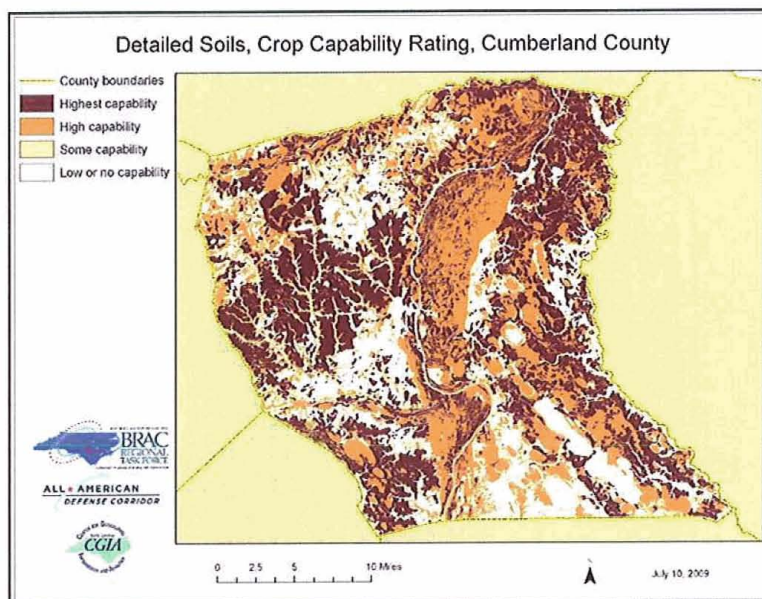 Detailed Soils, Crop Capability Rating, Cumberland County
County boundaries
Highest capability
High capability
Some capability
Low or no capability
BRAC
REGIONAL
TASK FORCE
ALL AMERICAN
DEFENSE CORRIDOR
CGIA
0 2.5 5 10 Miles
July 10, 2009